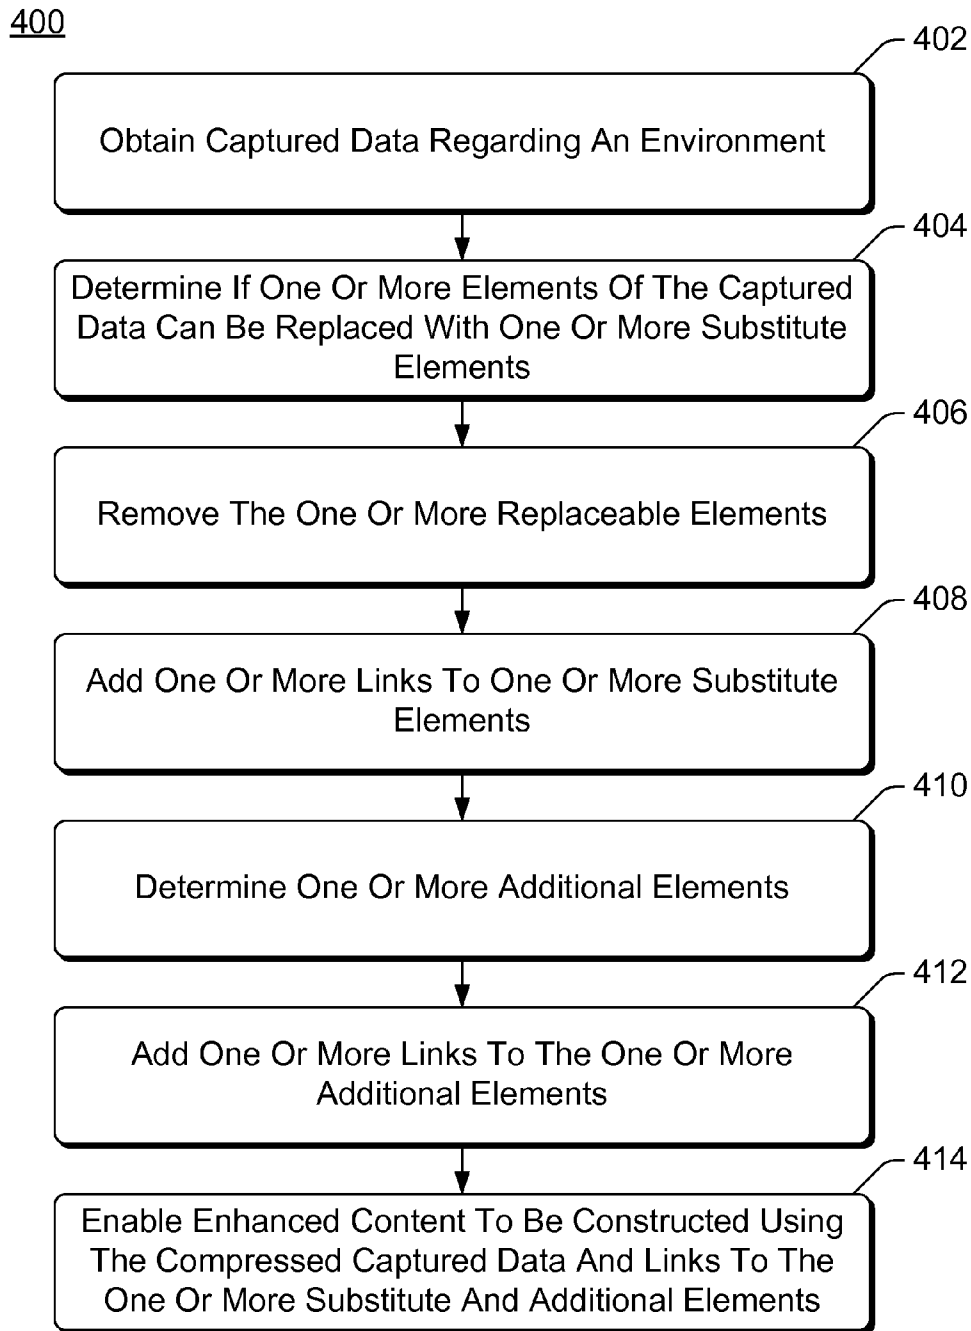 400
402
Obtain Captured Data Regarding An Environment
404
Determine If One Or More Elements Of The Captured
Data Can Be Replaced With One Or More Substitute
Elements
406
Remove The One Or More Replaceable Elements
408
Add One Or More Links To One Or More Substitute
Elements
410
Determine One Or More Additional Elements
412
Add One Or More Links To The One Or More
Additional Elements
414
Enable Enhanced Content To Be Constructed Using
The Compressed Captured Data And Links To The
One Or More Substitute And Additional Elements